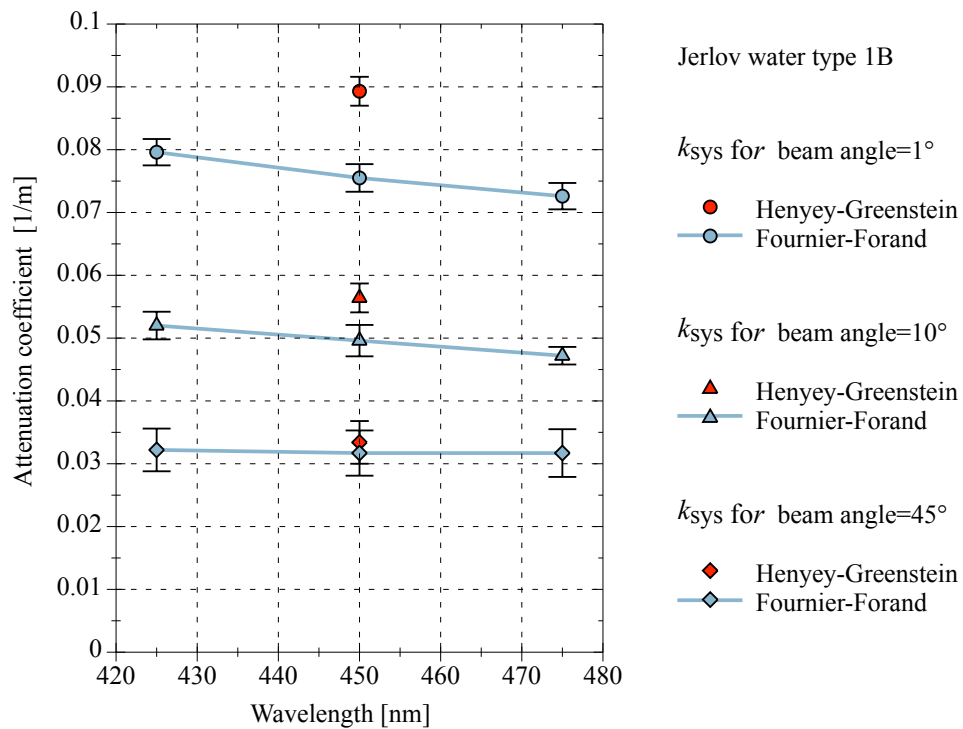 0.1
0.09
0.08
0.07
0.06
0.05
0.04
0.03
0.02
0.01
0
420 430 440 450 460 470 480
Attenuation coefficient [1/m]
Wavelength [nm]
Jerlov water type 1B
ksys for beam angle=1°
Henyey-Greenstein
Fournier-Forand
ksys for beam angle=10°
Henyey-Greenstein
Fournier-Forand
ksys for beam angle=45°
Henyey-Greenstein
Fournier-Forand